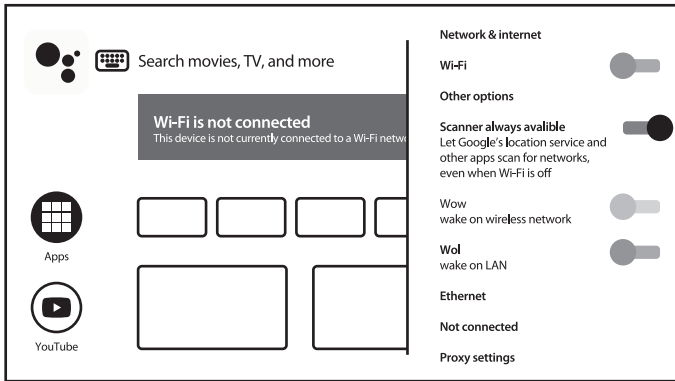 Search movies, TV, and more
Wi-Fi is not connected
This device is not currently connected to a Wi-Fi netwo
Apps
YouTube
Network & internet
Wi-Fi
Other options
Scanner always avalible
Let Google's location service and
other apps scan for networks,
even when Wi-Fi is off
Wow
wake on wireless network
Wol
wake on LAN
Ethernet
Not connected
Proxy settings